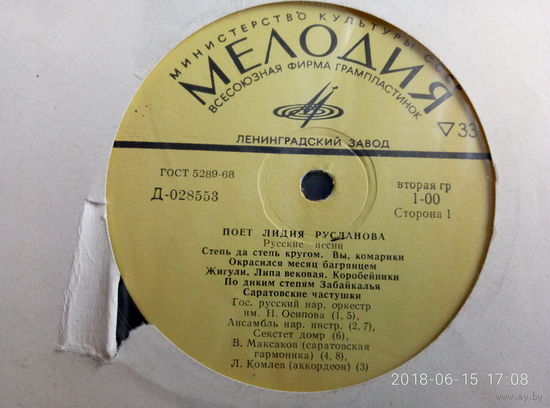 МИНИСТЕРСТВО КУЛЬТУРЫ СССР
МЕЛОДИЯ
ВСЕСОЮЗНАЯ ФИРМА ГРАМПЛАСТИНОК
▽33
ЛЕНИНГРАДСКИЙ ЗАВОД
ГОСТ 5289-68
Д-028553
вторая гр
1-00
Сторона 1
ПОЕТ ЛИДИЯ РУСЛАНОВА
Русские песни
Степь да степь кругом. Вы, комарики
Окрасился месяц багрянцем
Жигули. Липа вековая. Коробейники
По диким степям Забайкалья
Саратовские частушки
Гос. русский нар. оркестр
им. Н. Осипова (1, 5),
Ансамбль нар. инстр. (2, 7),
Секстет домр (6)
В. Максаков (саратовская
гармоника) (4, 8),
Л. Комлев (аккордеон) (3)
2018-06-15 17:08
www.ay.by